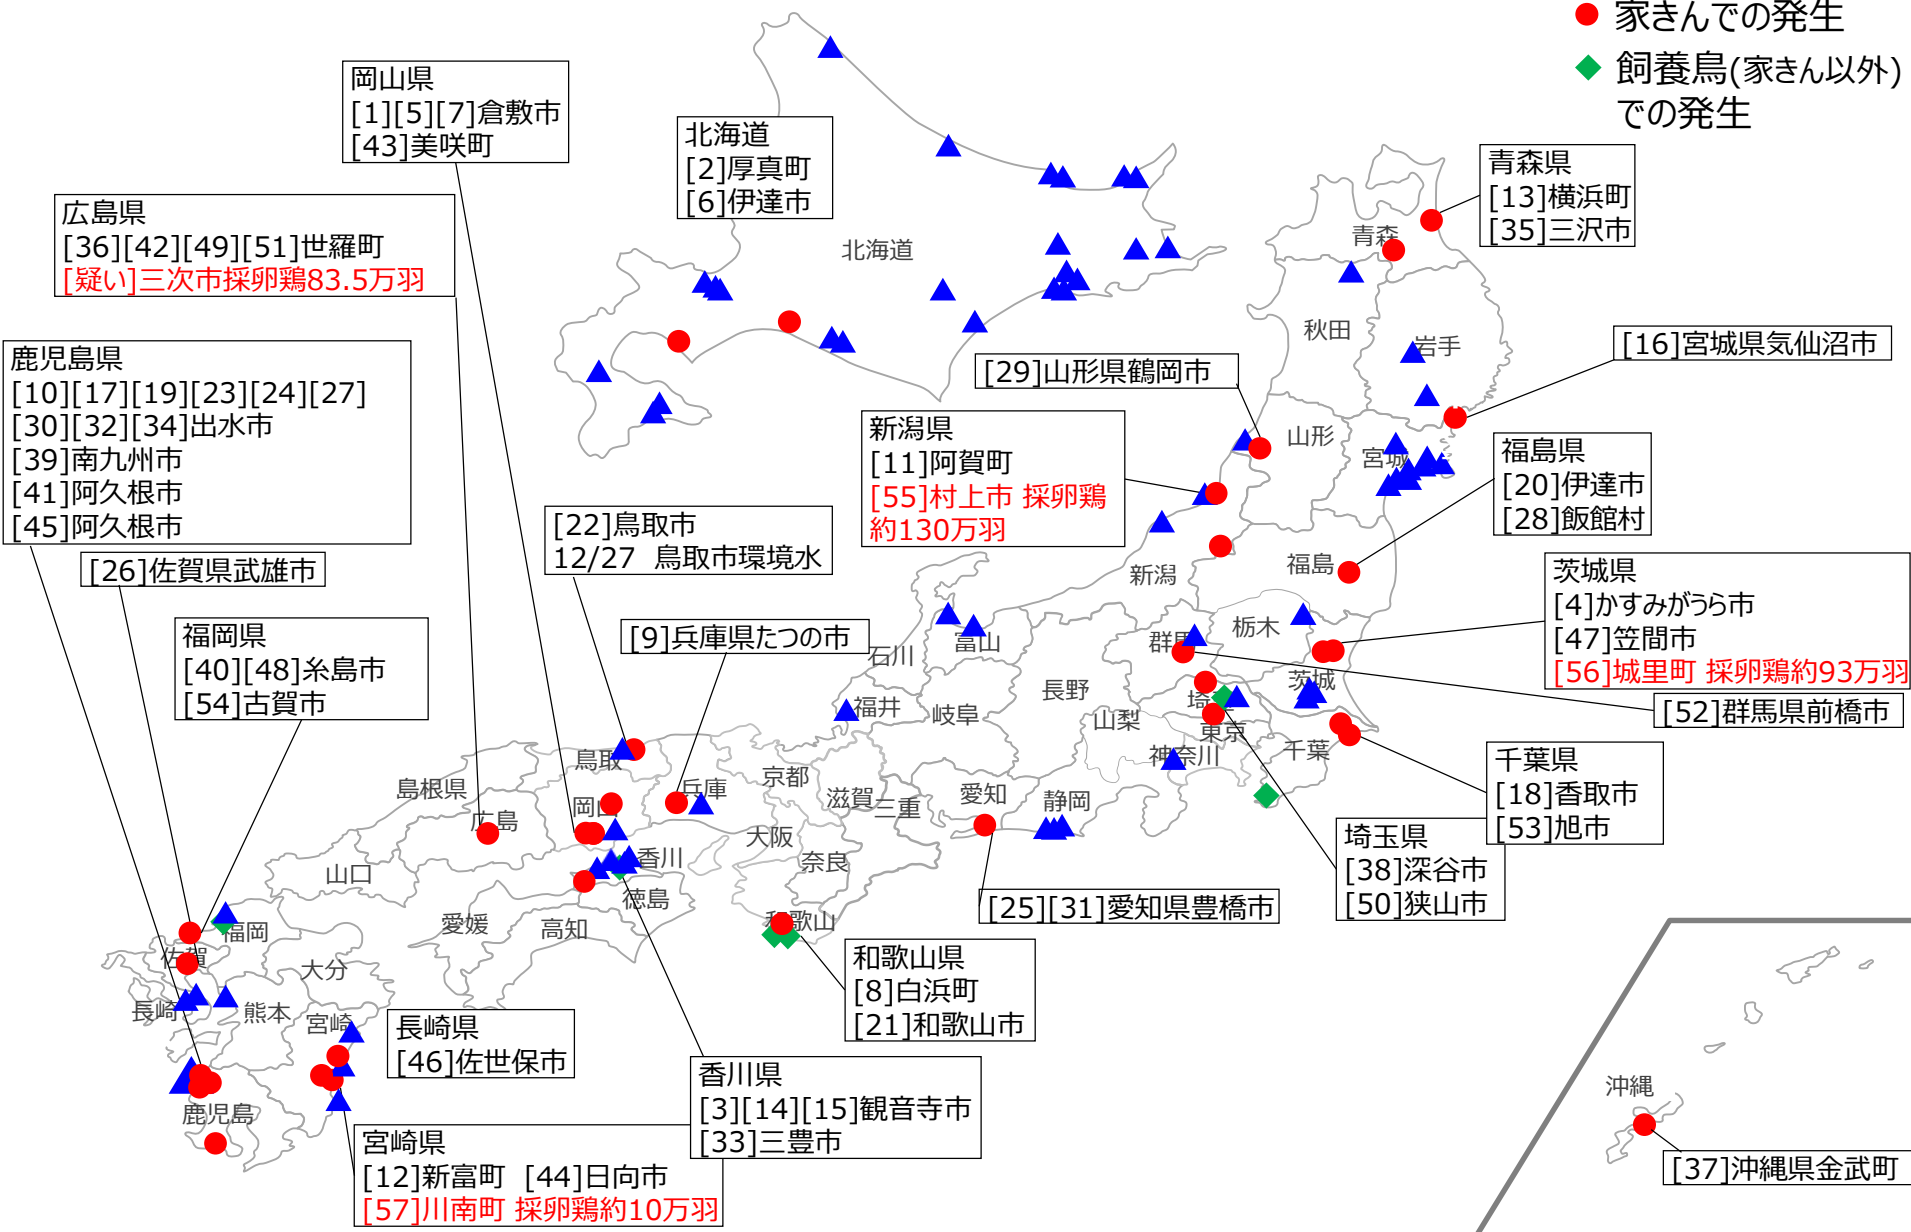 家きんでの発生
飼養鳥(家きん以外)
での発生
岡山県
[1][5][7]倉敷市
[43]美咲町
北海道
[2]厚真町
[6]伊達市
青森県
[13]横浜町
[35]三沢市
広島県
[36][42][49][51]世羅町
[疑い]三次市採卵鶏83.5万羽
鹿児島県
[10][17][19][23][24][27]
[30][32][34]出水市
[39]南九州市
[41]阿久根市
[45]阿久根市
[29]山形県鶴岡市
[16]宮城県気仙沼市
新潟県
[11]阿賀町
[55]村上市 採卵鶏
約130万羽
福島県
[20]伊達市
[28]飯館村
[22]鳥取市
12/27 鳥取市環境水
[26]佐賀県武雄市
茨城県
[4]かすみがうら市
[47]笠間市
[56]城里町 採卵鶏約93万羽
福岡県
[40][48]糸島市
[54]古賀市
[9]兵庫県たつの市
[52]群馬県前橋市
千葉県
[18]香取市
[53]旭市
埼玉県
[38]深谷市
[50]狭山市
[25][31]愛知県豊橋市
和歌山県
[8]白浜町
[21]和歌山市
長崎県
[46]佐世保市
香川県
[3][14][15]観音寺市
[33]三豊市
宮崎県
[12]新富町 [44]日向市
[57]川南町 採卵鶏約10万羽
[37]沖縄県金武町
北海道
青森
秋田
岩手
山形
宮城
福島
新潟
栃木
群馬
茨城
埼玉
東京
千葉
神奈川
山梨
長野
富山
石川
福井
岐阜
静岡
愛知
三重
滋賀
京都
大阪
奈良
和歌山
兵庫
鳥取
岡山
島根県
広島
山口
香川
徳島
愛媛
高知
福岡
佐賀
長崎
大分
熊本
宮崎
鹿児島
沖縄